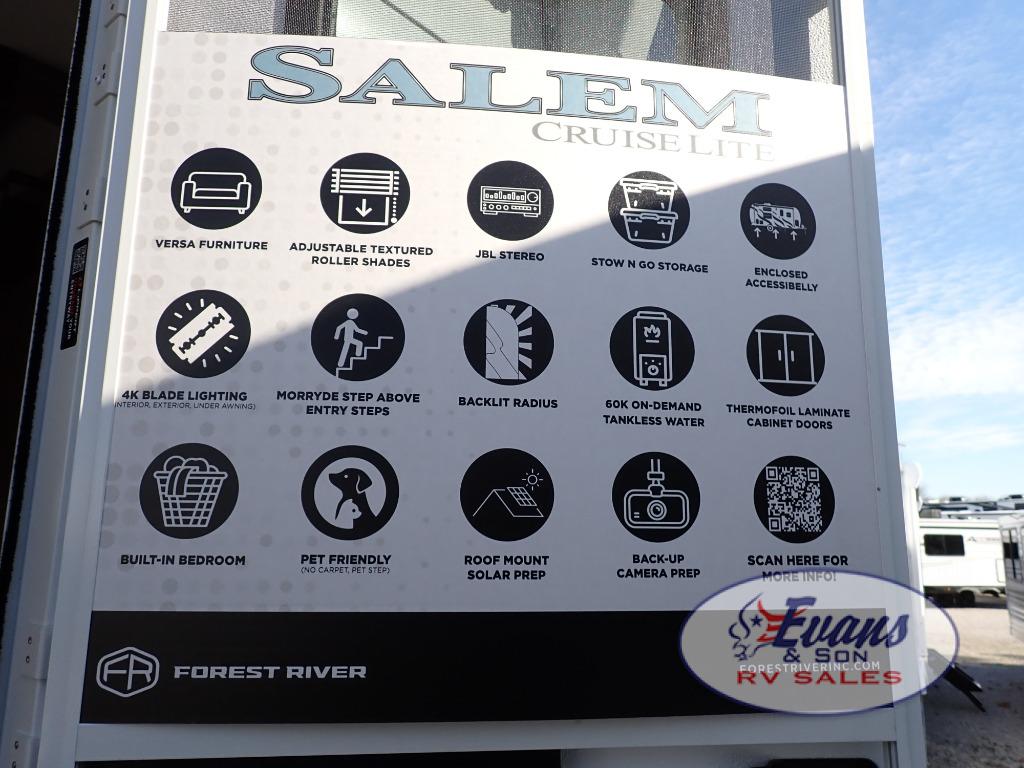 SALEM
CRUISE LITE
VERSA FURNITURE
ADJUSTABLE TEXTURED
ROLLER SHADES
JBL STEREO
STOW N GO STORAGE
ENCLOSED
ACCESSIBELLY
4K BLADE LIGHTING
(INTERIOR, EXTERIOR, UNDER AWNING)
MORRYDE STEP ABOVE
ENTRY STEPS
BACKLIT RADIUS
60K ON-DEMAND
TANKLESS WATER
THERMOFOIL LAMINATE
CABINET DOORS
BUILT-IN BEDROOM
PET FRIENDLY
(NO CARPET, PET STEP)
ROOF MOUNT
SOLAR PREP
BACK-UP
CAMERA PREP
SCAN HERE FOR
MORE INFO!
FR FOREST RIVER
FORESTRIVERINC.COM
Evans
& SON
RV SALES